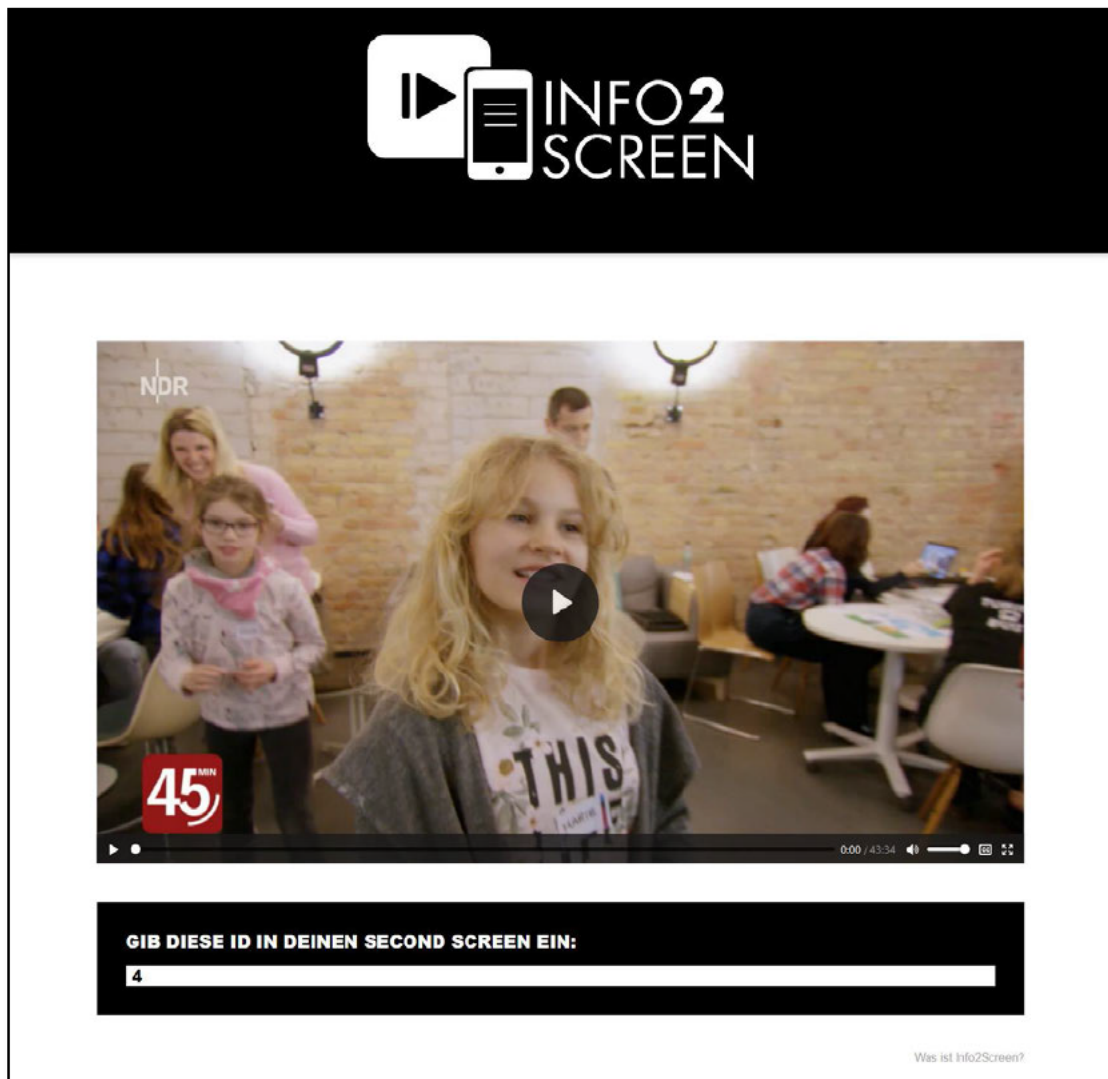 INFO2
SCREEN
NDR
THIS
45 MIN
0:00 / 43:34
GIB DIESE ID IN DEINEN SECOND SCREEN EIN:
4
Was ist Info2Screen?